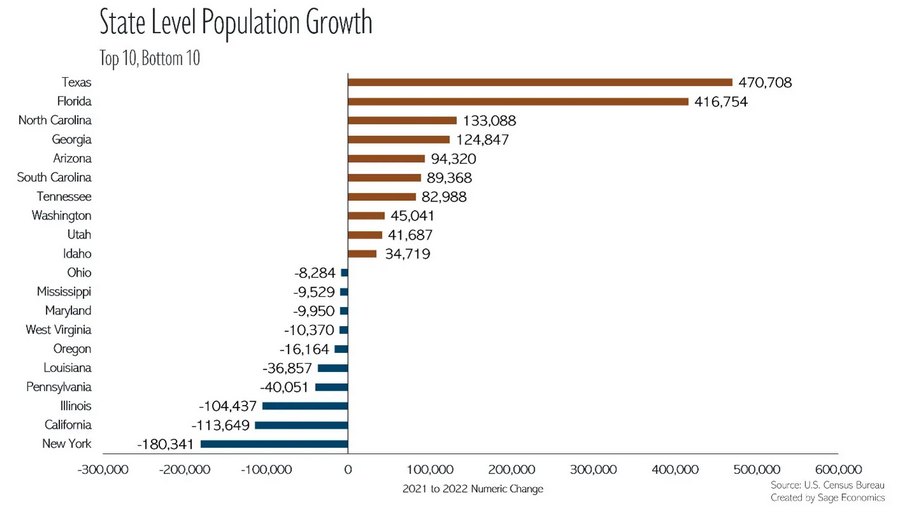 State Level Population Growth
Top 10, Bottom 10
Texas 470,708
Florida 416,754
North Carolina 133,088
Georgia 124,847
Arizona 94,320
South Carolina 89,368
Tennessee 82,988
Washington 45,041
Utah 41,687
Idaho 34,719
Ohio -8,284
Mississippi -9,529
Maryland -9,950
West Virginia -10,370
Oregon -16,164
Louisiana -36,857
Pennsylvania -40,051
Illinois -104,437
California -113,649
New York -180,341
-300,000 -200,000 -100,000 0 100,000 200,000 300,000 400,000 500,000 600,000
2021 to 2022 Numeric Change
Source: U.S. Census Bureau
Created by Sage Economics